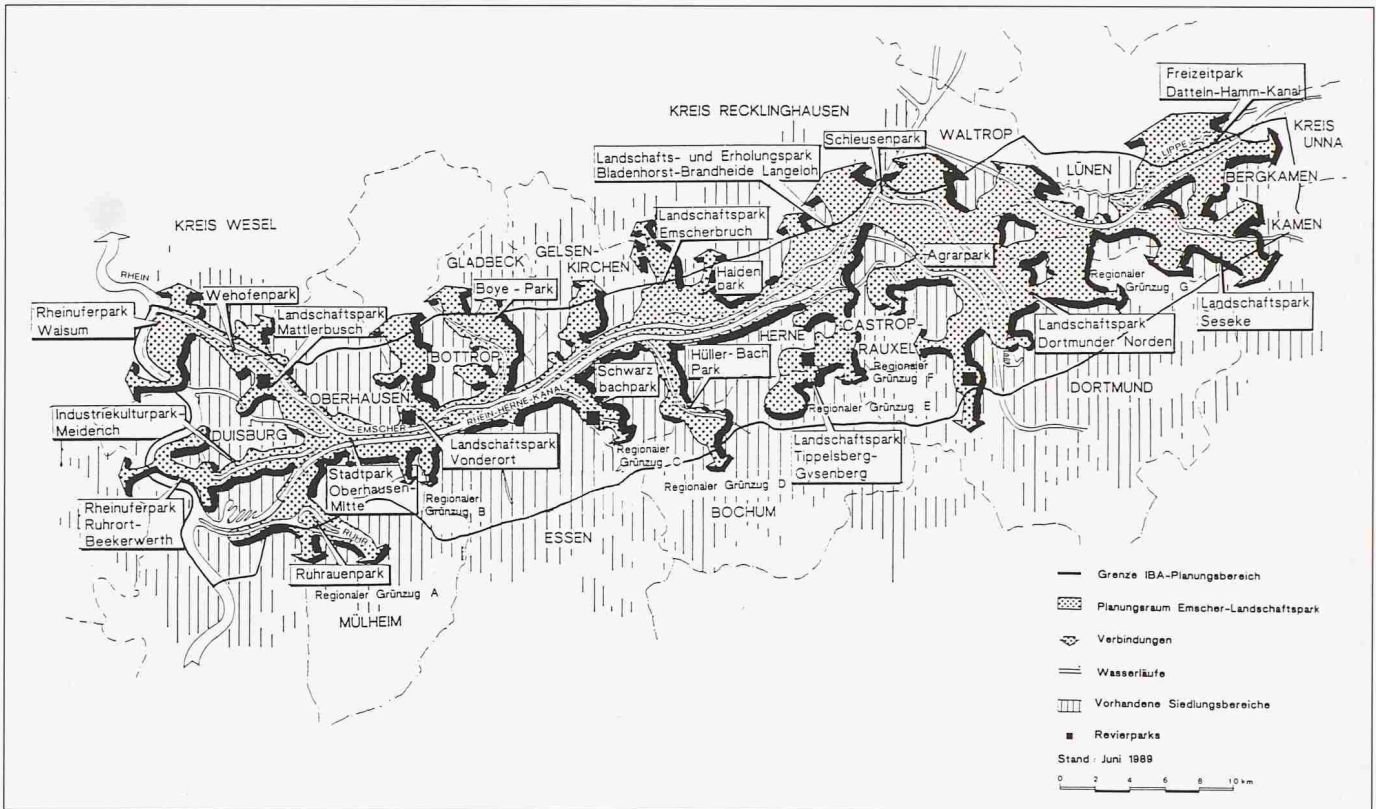 Freizeitpark
Datteln-Hamm-Kanal
KREIS RECKLINGHAUSEN
Schleusenpark
WALTROP
KREIS
UNNA
LIPPE
LÜNEN
Landschafts- und Erholungspark
Bladenhorst-Brandheide Langeloh
BERGKAMEN
KREIS WESEL
Landschaftspark
Emscherbruch
KAMEN
GELSEN-
KIRCHEN
GLADBECK
Boye - Park
Halden
park
Agrarpark
RHEIN
Wehofenpark
Landschaftspark
Mattlerbusch
Regionaler
Grünzug G
Rheinuferpark
Walsum
Landschaftspark
Seseke
HERNE
CASTROP-
RAUXEL
Landschaftspark
Dortmunder Norden
BOTTROP
Hüller-Bach
Park
Schwarz
bachpark
Regionaler
Grünzug F
DORTMUND
OBERHAUSEN
RHEIN-HERNE-KANAL
Regionaler Grünzug E
Industriekulturpark-
Meiderich
DUISBURG
EMSCHER
Landschaftspark
Vonderort
Landschaftspark
Tippelsberg-
Gysenberg
Regionaler
Grünzug C
Stadtpark
Oberhausen-
Mitte
Regionaler Grünzug D
Regionaler
Grünzug B
Rheinuferpark
Ruhrort-
Beekerwerth
BOCHUM
ESSEN
RUHR
Ruhrauenpark
Regionaler Grünzug A
MÜLHEIM
Grenze IBA-Planungsbereich
Planungsraum Emscher-Landschaftspark
Verbindungen
Wasserläufe
Vorhandene Siedlungsbereiche
Revierparks
Stand: Juni 1989
0 2 4 6 8 10 km